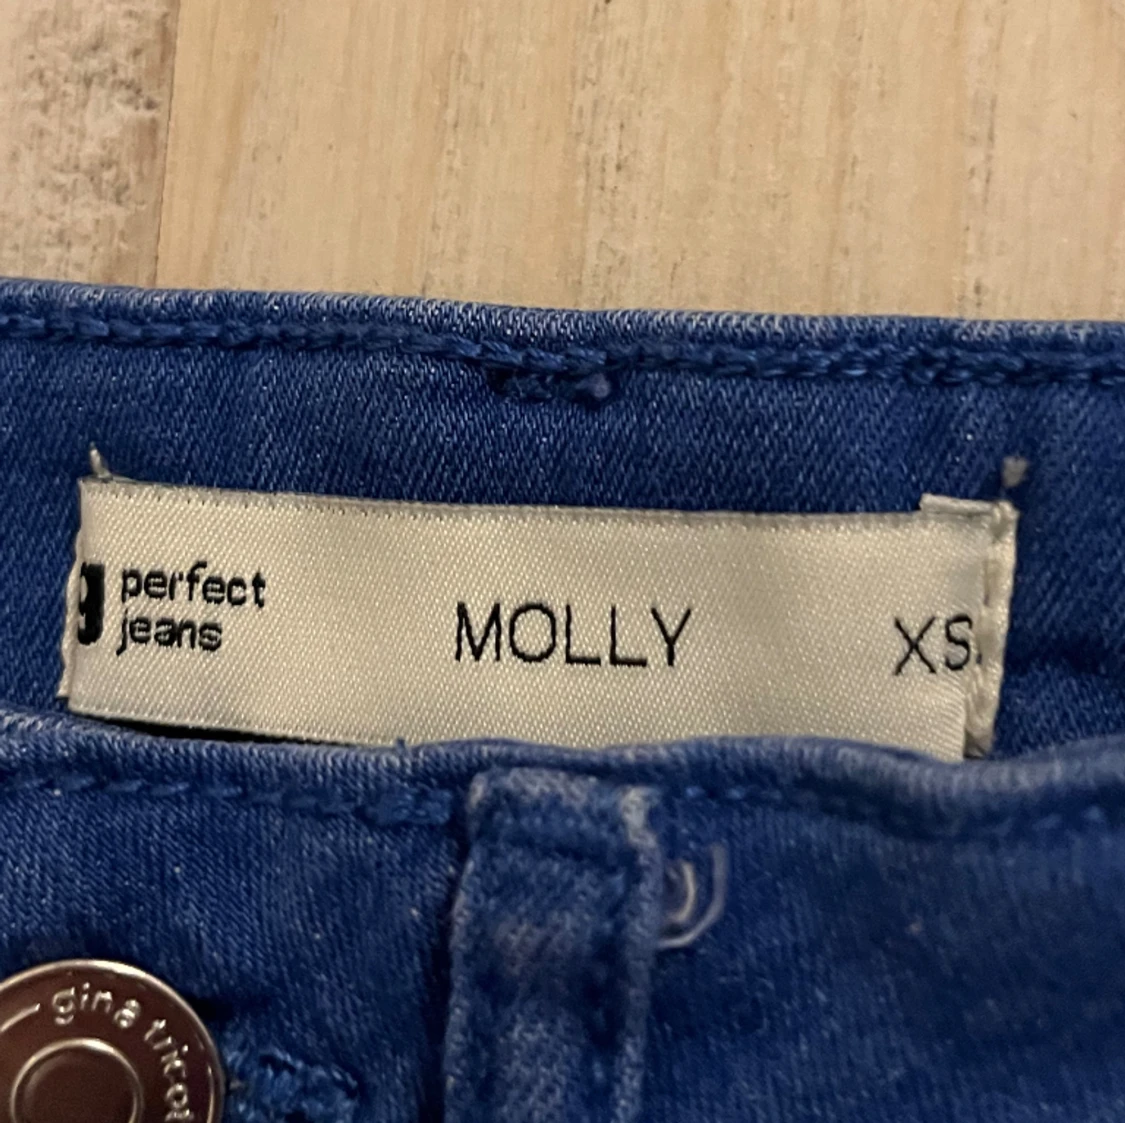 g perfect
jeans
MOLLY
XS
gina tricot